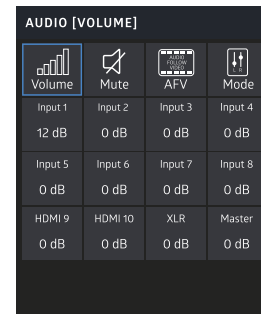 AUDIO [VOLUME]
AUDIO
FOLLOW
VIDEO
L R
Volume Mute AFV Mode
Input 1 Input 2 Input 3 Input 4
12 dB 0 dB 0 dB 0 dB
Input 5 Input 6 Input 7 Input 8
0 dB 0 dB 0 dB 0 dB
HDMI 9 HDMI 10 XLR Master
0 dB 0 dB 0 dB 0 dB